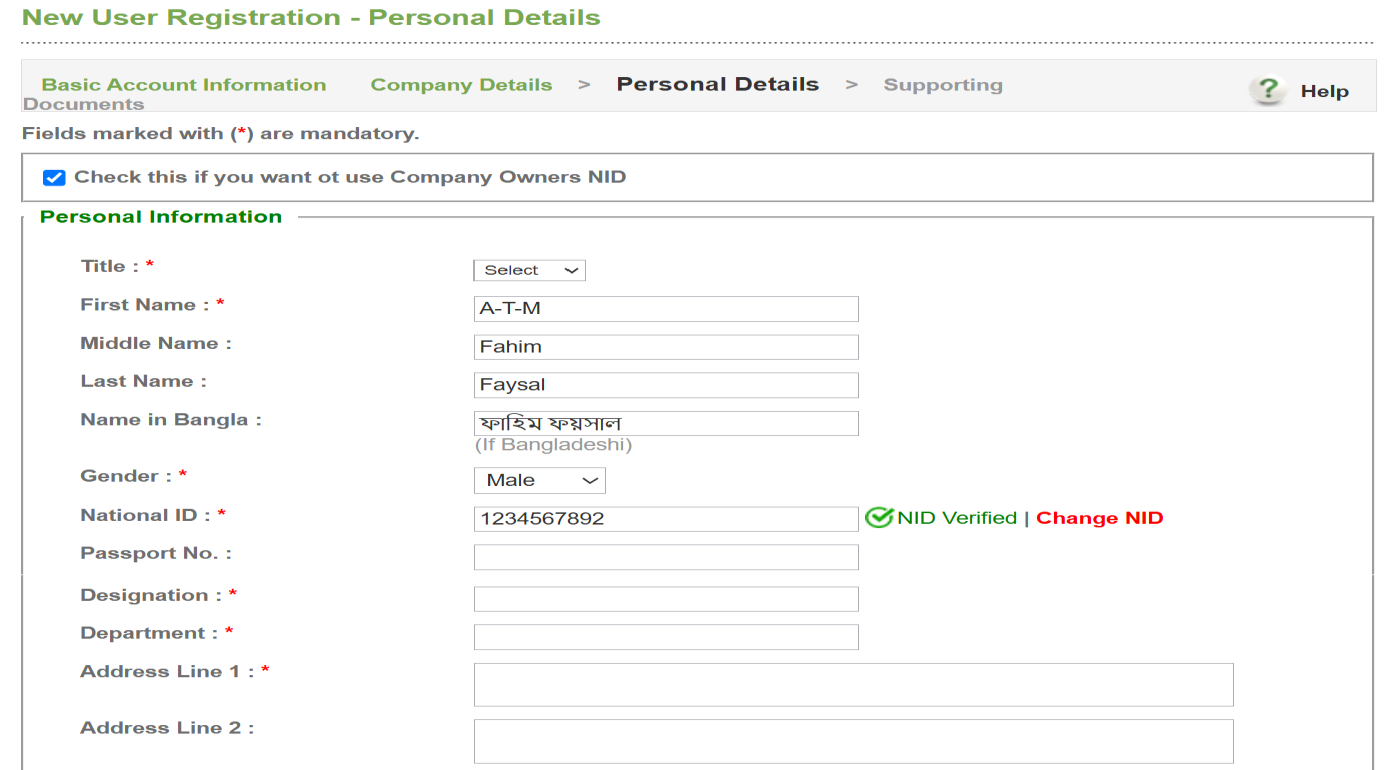 New User Registration - Personal Details
Basic Account Information Company Details > Personal Details > Supporting
Documents
? Help
Fields marked with (*) are mandatory.
Check this if you want ot use Company Owners NID
Personal Information
Title : * Select
First Name : * A-T-M
Middle Name : Fahim
Last Name : Faysal
Name in Bangla : ফাহিম ফয়সাল
(If Bangladeshi)
Gender : * Male
National ID : * 1234567892 NID Verified | Change NID
Passport No. :
Designation : *
Department : *
Address Line 1 : *
Address Line 2 :